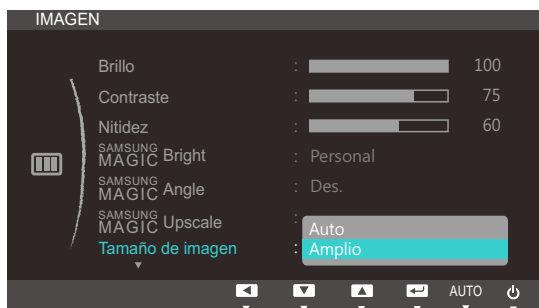 IMAGEN
Brillo : 100
Contraste : 75
Nitidez : 60
SAMSUNG MAGIC Bright : Personal
SAMSUNG MAGIC Angle : Des.
SAMSUNG MAGIC Upscale :
Auto
Tamaño de imagen : Amplio
AUTO